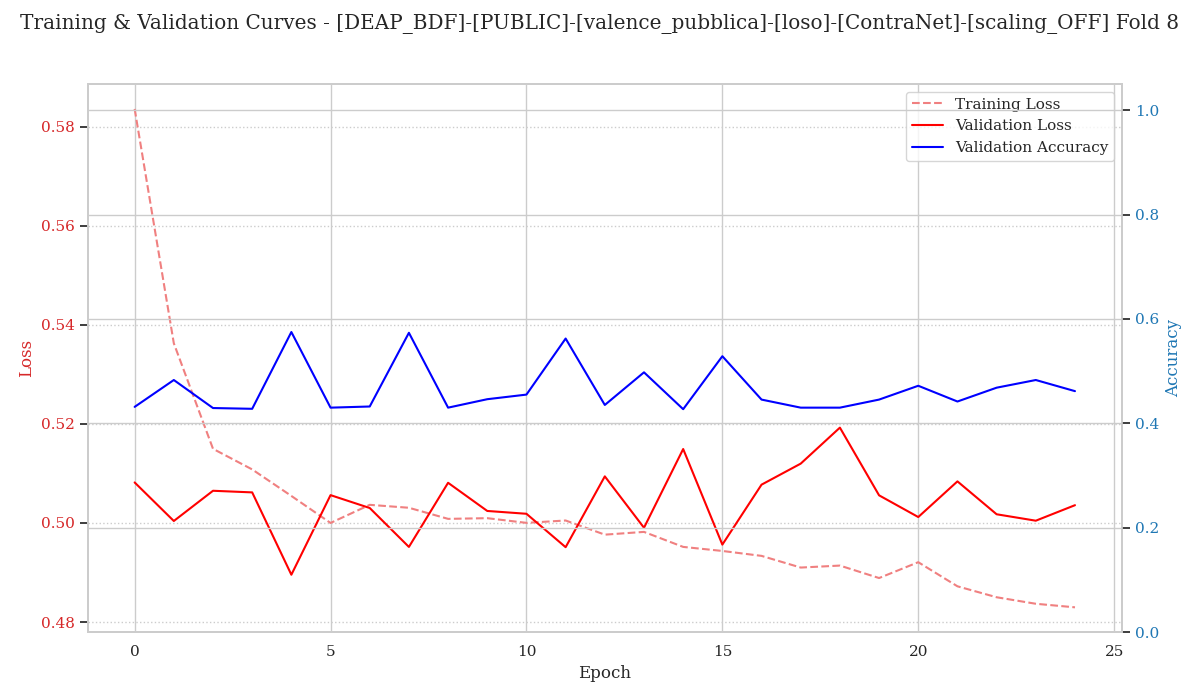 Training & Validation Curves - [DEAP_BDF]-[PUBLIC]-[valence_pubblica]-[loso]-[ContraNet]-[scaling_OFF] Fold 8
Training Loss
Validation Loss
Validation Accuracy
0.58
0.56
0.54
0.52
0.50
0.48
Loss
1.0
0.8
0.6
0.4
0.2
0.0
Accuracy
0
5
10
15
20
25
Epoch